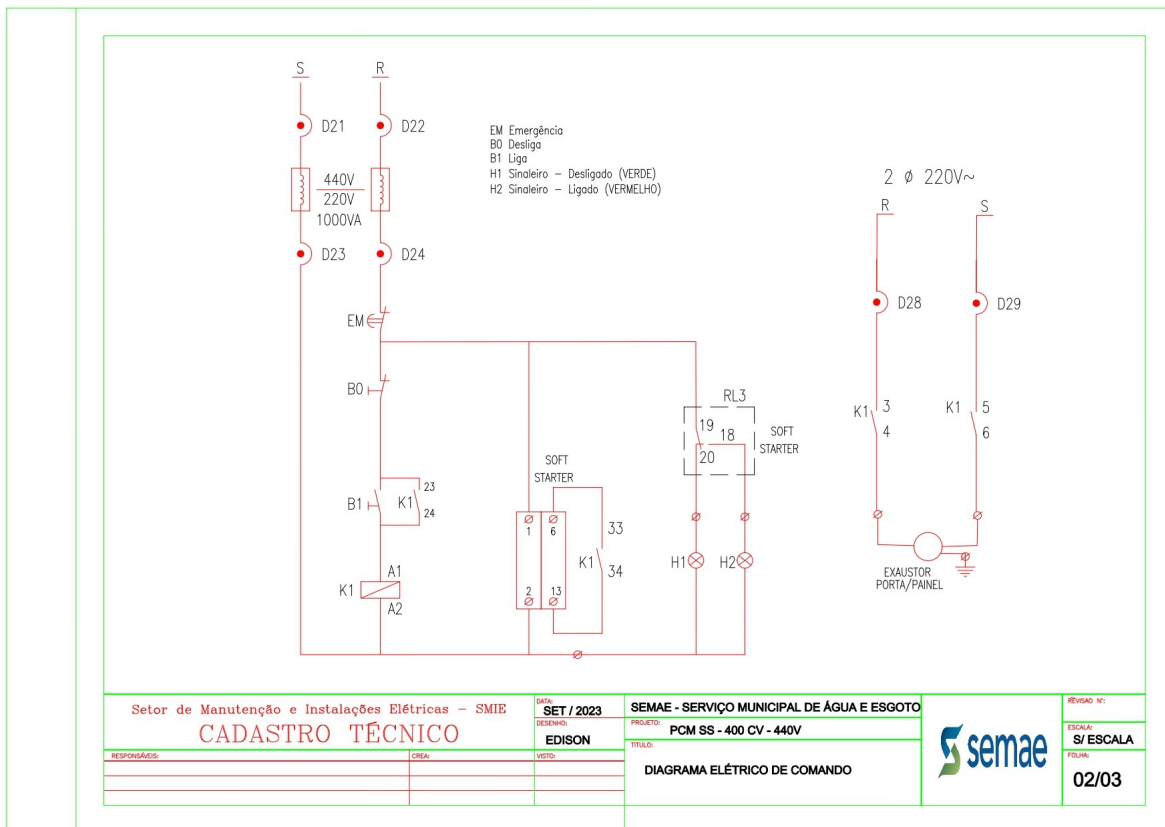 S R
D21 D22
EM Emergência
B0 Desliga
B1 Liga
H1 Sinaleiro – Desligado (VERDE)
H2 Sinaleiro – Ligado (VERMELHO)
440V
220V
1000VA
D23 D24
EM
B0
B1 K1 23
24
K1 A1
A2
SOFT
STARTER
1 6
2 13
33
K1
34
RL3
19
18
20
SOFT
STARTER
H1 H2
2 ø 220V~
R S
D28 D29
K1 3
4
K1 5
6
EXAUSTOR
PORTA/PAINEL
Setor de Manutenção e Instalações Elétricas – SMIE
CADASTRO TÉCNICO
RESPONSÁVEIS: CREA: VISTO:
DATA:
SET / 2023
DESENHO:
EDISON
SEMAE - SERVIÇO MUNICIPAL DE ÁGUA E ESGOTO
PROJETO:
PCM SS - 400 CV - 440V
TITULO:
DIAGRAMA ELÉTRICO DE COMANDO
semae
REVISAO Nº:
ESCALA:
S/ ESCALA
FOLHA:
02/03